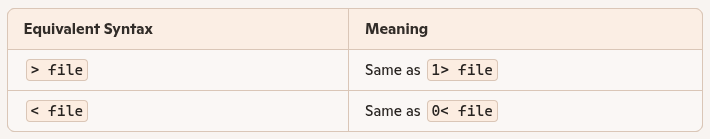 Equivalent Syntax Meaning
> file Same as 1> file
< file Same as 0< file